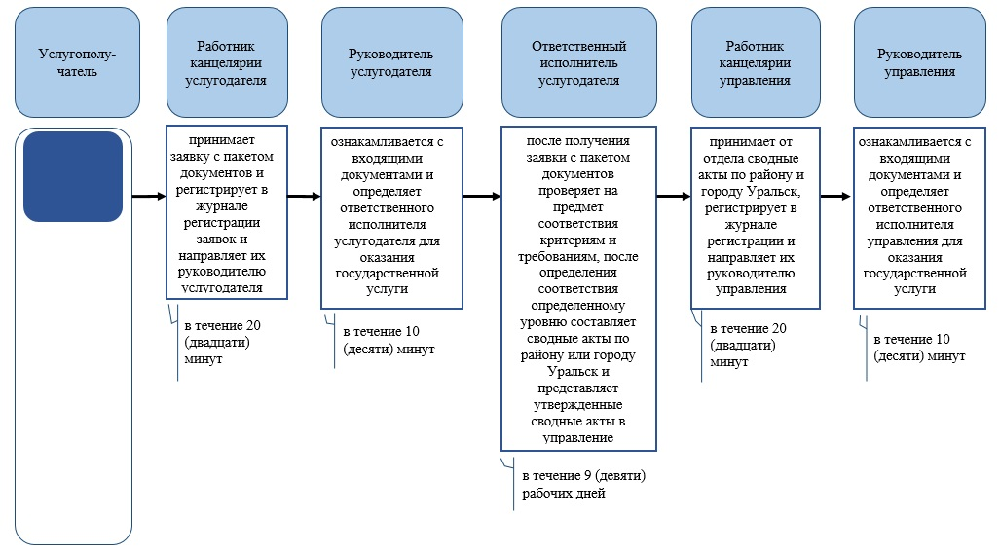 Услугополу-
чатель
Работник
канцелярии
услугодателя
Руководитель
услугодателя
Ответственный
исполнитель
услугодателя
Работник
канцелярии
управления
Руководитель
управления
принимает
заявку с пакетом
документов и
регистрирует в
журнале
регистрации
заявок и
направляет их
руководителю
услугодателя
ознакамливается с
входящими
документами и
определяет
ответственного
исполнителя
услугодателя для
оказания
государственной
услуги
после получения
заявки с пакетом
документов
проверяет на
предмет
соответствия
критериям и
требованиям, после
определения
соответствия
определенному
уровню составляет
сводные акты по
району или городу
Уральск и
представляет
утвержденные
сводные акты в
управление
принимает от
отдела сводные
акты по району и
городу Уральск,
регистрирует в
журнале
регистрации и
направляет их
руководителю
управления
ознакамливается с
входящими
документами и
определяет
ответственного
исполнителя
управления для
оказания
государственной
услуги
в течение 20
(двадцати)
минут
в течение 10
(десяти) минут
в течение 9 (девяти)
рабочих дней
в течение 20
(двадцати)
минут
в течение 10
(десяти) минут